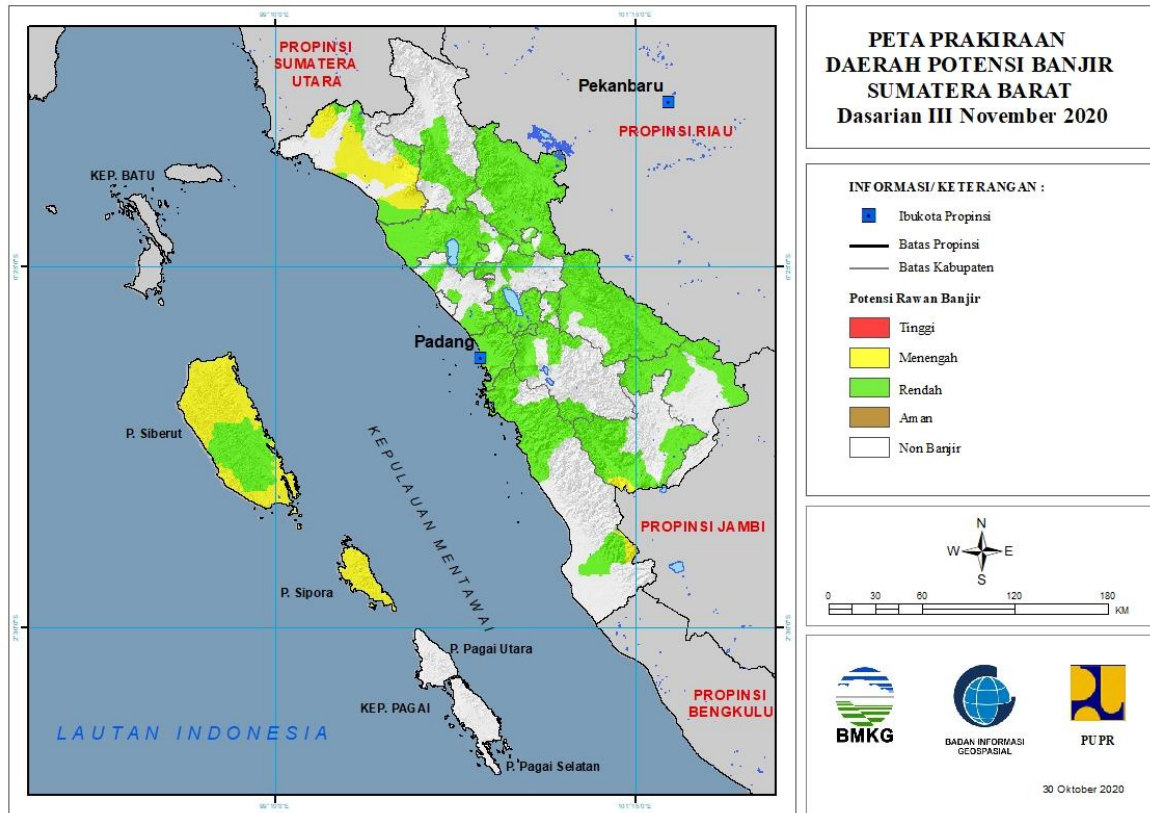 PROPINSI
SUMATERA
UTARA
Pekanbaru
PROPINSI RIAU
KEP. BATU
Padang
P. Siberut
KEPULAUAN MENTAWAI
PROPINSI JAMBI
P. Sipora
P. Pagai Utara
KEP. PAGAI
PROPINSI
BENGKULU
LAUTAN INDONESIA
P. Pagai Selatan
PETA PRAKIRAAN
DAERAH POTENSI BANJIR
SUMATERA BARAT
Dasarian III November 2020
INFORMASI/ KETERANGAN :
Ibukota Propinsi
Batas Propinsi
Batas Kabupaten
Potensi Rawan Banjir
Tinggi
Menengah
Rendah
Aman
Non Banjir
N
W E
S
0 30 60 120 180
KM
BMKG
BADAN INFORMASI
GEOSPASIAL
PUPR
30 Oktober 2020